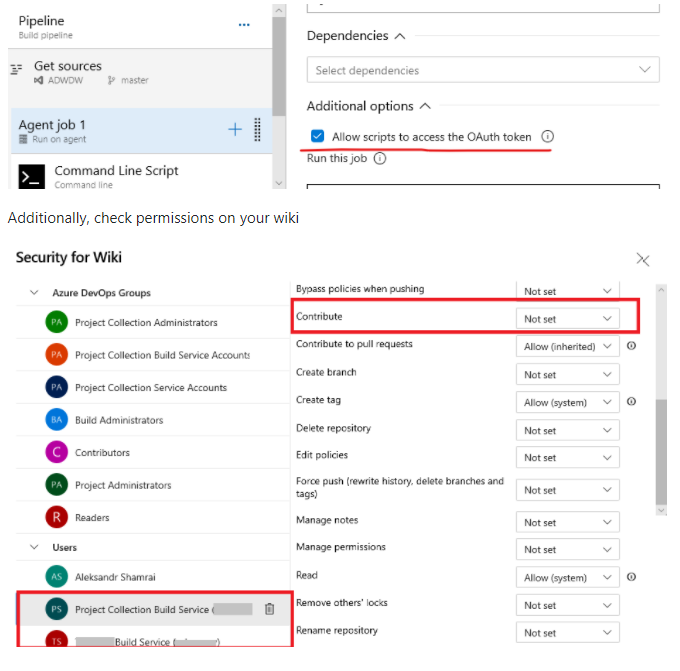 Pipeline
...
Build pipeline
Dependencies
Get sources
ADWDW
master
Select dependencies
Additional options
Agent job 1
Run on agent
Allow scripts to access the OAuth token
Run this job
Command Line Script
Command line
Additionally, check permissions on your wiki
Security for Wiki
Azure DevOps Groups
PA Project Collection Administrators
PA Project Collection Build Service Accounts
PA Project Collection Service Accounts
BA Build Administrators
C Contributors
PA Project Administrators
R Readers
Users
AS Aleksandr Shamrai
PS Project Collection Build Service (
TS Build Service ( )
Bypass policies when pushing Not set
Contribute Not set
Contribute to pull requests Allow (inherited)
Create branch Not set
Create tag Allow (system)
Delete repository Not set
Edit policies Not set
Force push (rewrite history, delete branches and
tags) Not set
Manage notes Not set
Manage permissions Not set
Read Allow (system)
Remove others' locks Not set
Rename repository Not set